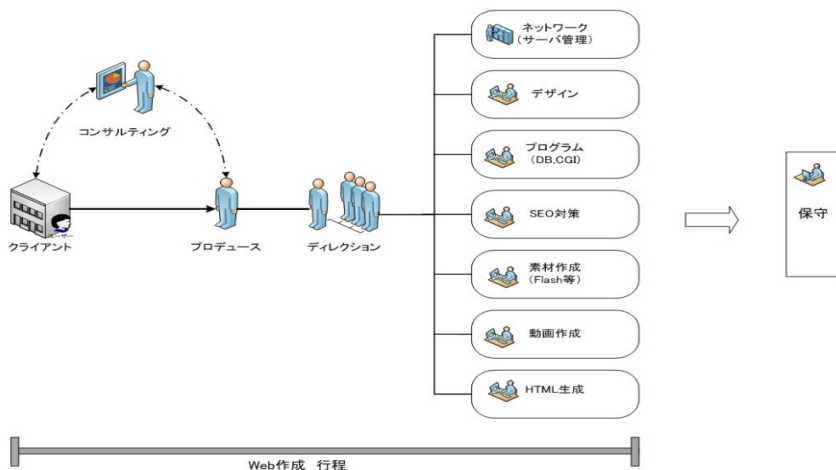 ネットワーク
(サーバ管理)
デザイン
コンサルティング
プログラム
(DB,CGI)
SEO対策
保守
ユーザー
クライアント
プロデュース
ディレクション
素材作成
(Flash等)
動画作成
HTML生成
Web作成 行程